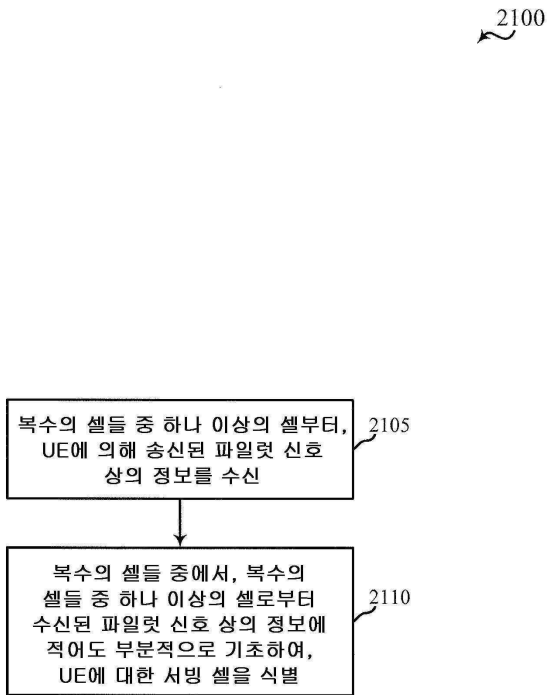 2100
복수의 셀들 중 하나 이상의 셀부터,
UE에 의해 송신된 파일럿 신호
상의 정보를 수신
2105
복수의 셀들 중에서, 복수의
셀들 중 하나 이상의 셀로부터
수신된 파일럿 신호 상의 정보에
적어도 부분적으로 기초하여,
UE에 대한 서빙 셀을 식별
2110